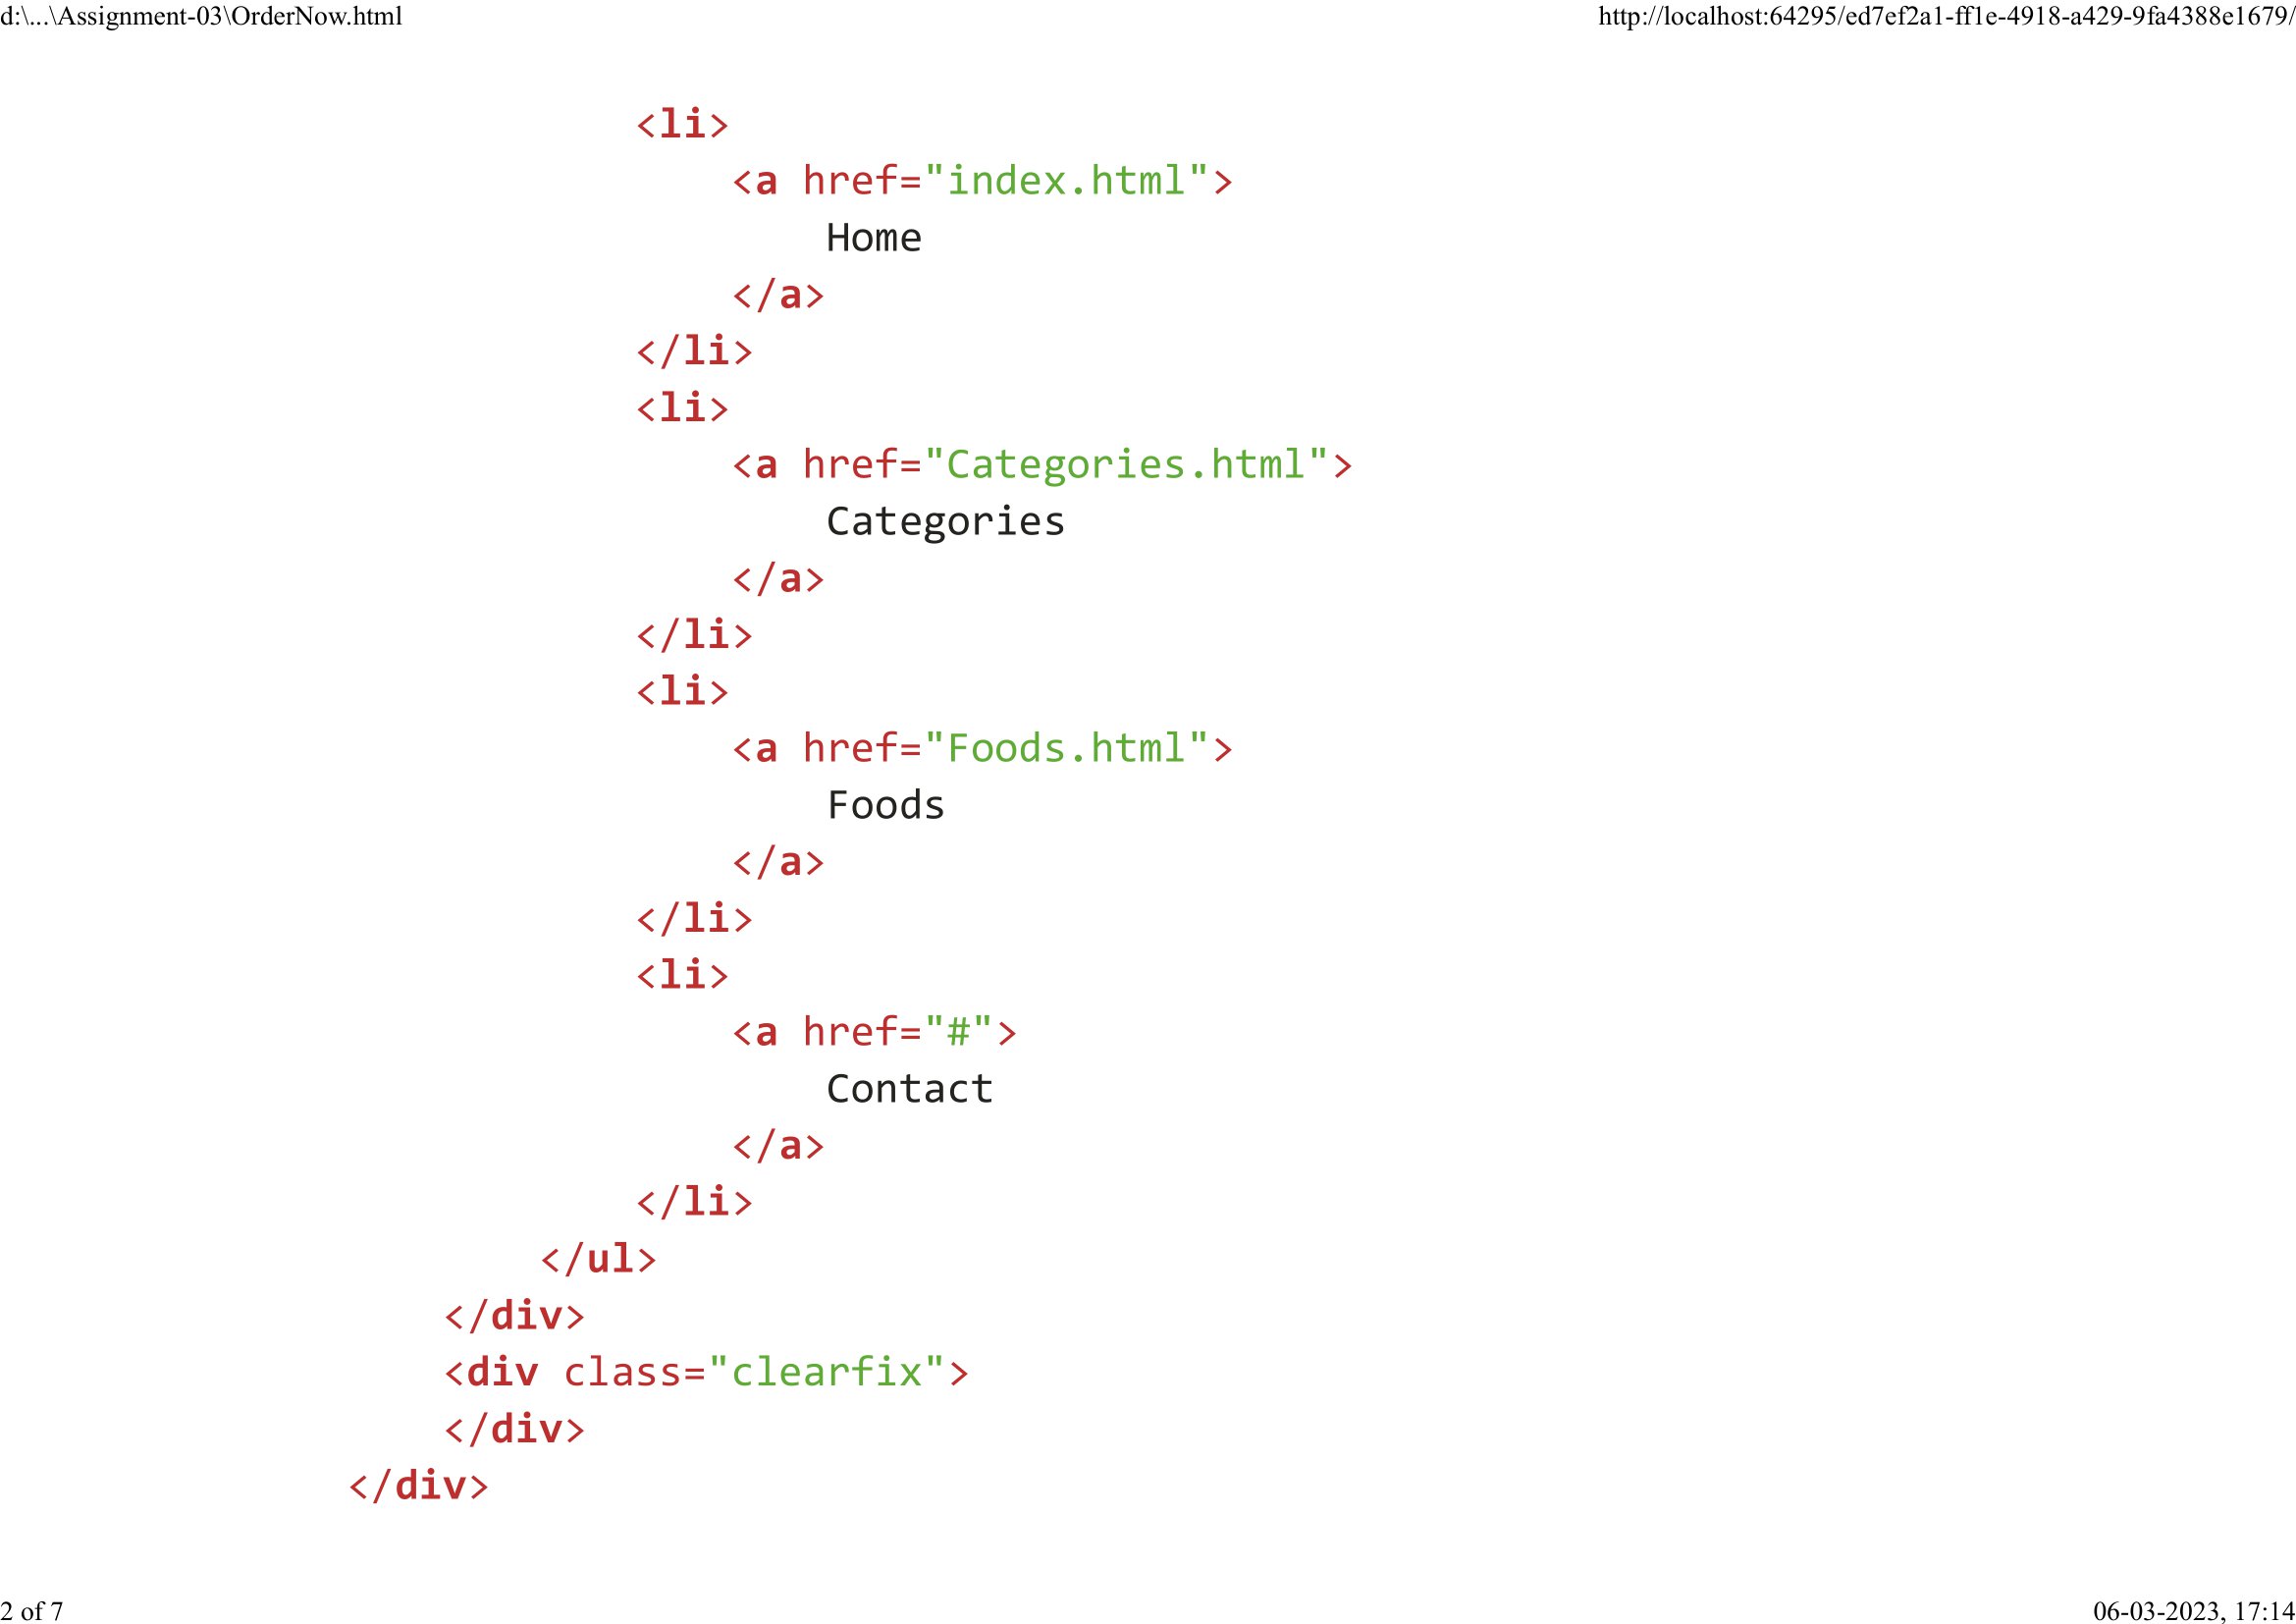 d:\...\Assignment-03\OrderNow.html http://localhost:64295/ed7ef2a1-ff1e-4918-a429-9fa4388e1679/
<li>
<a href="index.html">
Home
</a>
</li>
<li>
<a href="Categories.html">
Categories
</a>
</li>
<li>
<a href="Foods.html">
Foods
</a>
</li>
<li>
<a href="#">
Contact
</a>
</li>
</ul>
</div>
<div class="clearfix">
</div>
</div>
2 of 7 06-03-2023, 17:14